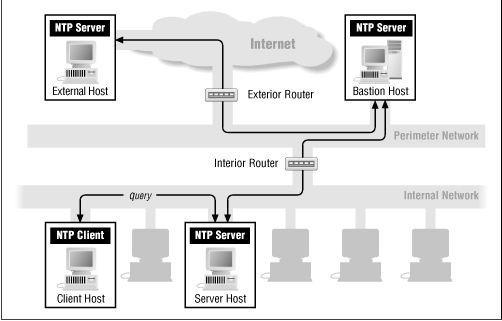 NTP Server
External Host
Internet
NTP Server
Bastion Host
Exterior Router
Perimeter Network
Interior Router
Internal Network
query
NTP Client
Client Host
NTP Server
Server Host